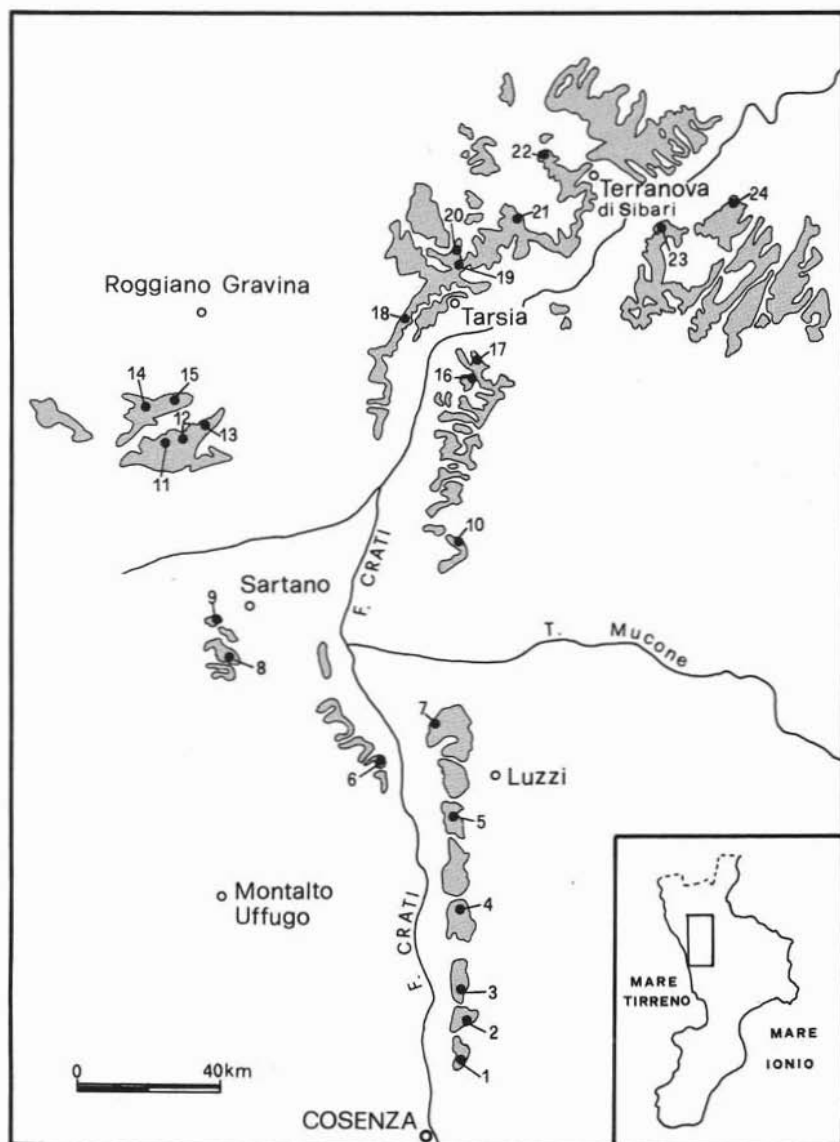 22
Terranova
di Sibari
24
20
21
23
19
Roggiano Gravina
18
Tarsia
17
14
15
16
12
13
11
10
F. CRATI
Sartano
9
T. Mucone
8
7
Luzzi
6
5
Montalto
Uffugo
4
F. CRATI
3
2
1
0
40km
COSENZA
MARE
TIRRENO
MARE
IONIO